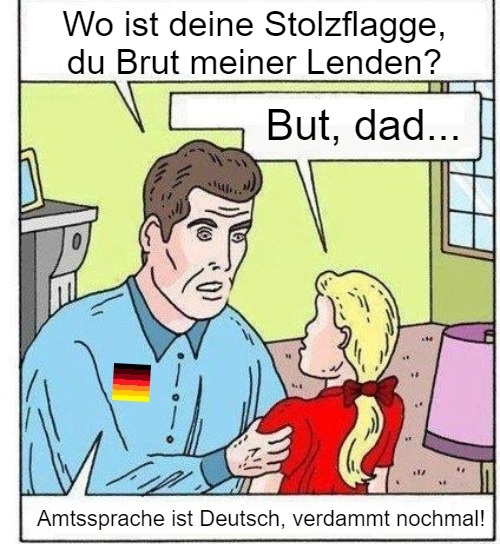 Wo ist deine Stolzflagge,
du Brut meiner Lenden?
But, dad...
Amtssprache ist Deutsch, verdammt nochmal!